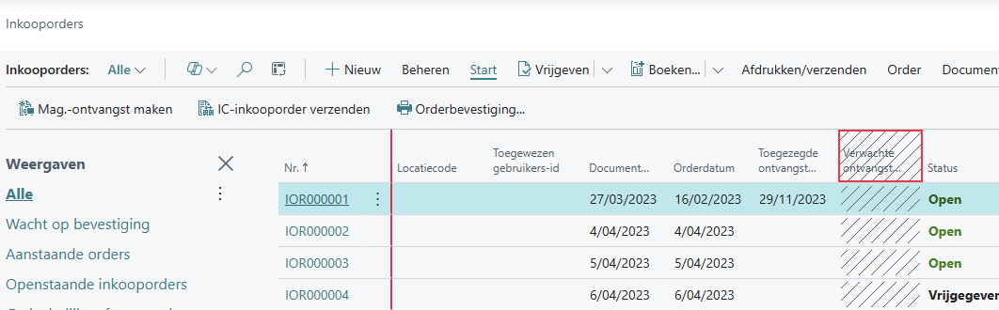 Inkooporders
Inkooporders: Alle Nieuw Beheren Start Vrijgeven Boeken... Afdrukken/verzenden Order Document
Mag.-ontvangst maken IC-inkooporder verzenden Orderbevestiging...
Weergaven
Alle
Wacht op bevestiging
Aanstaande orders
Openstaande inkooporders
Nr. ↑ Locatiecode Toegewezen gebruikers-id Document... Orderdatum Toegezegde ontvangst... Verwachte ontvangst... Status
IOR000001 27/03/2023 16/02/2023 29/11/2023 Open
IOR000002 4/04/2023 4/04/2023 Open
IOR000003 5/04/2023 5/04/2023 Open
IOR000004 6/04/2023 6/04/2023 Vrijgegeven